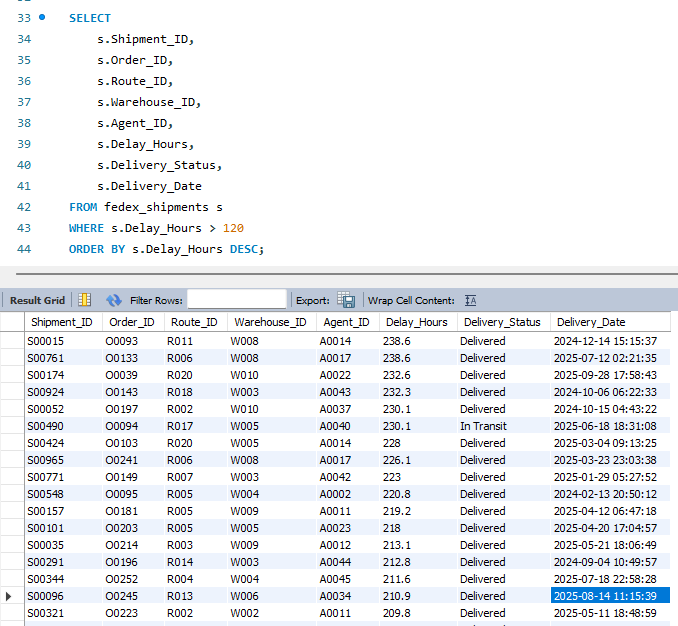 33 SELECT
34 s.Shipment_ID,
35 s.Order_ID,
36 s.Route_ID,
37 s.Warehouse_ID,
38 s.Agent_ID,
39 s.Delay_Hours,
40 s.Delivery_Status,
41 s.Delivery_Date
42 FROM fedex_shipments s
43 WHERE s.Delay_Hours > 120
44 ORDER BY s.Delay_Hours DESC;
Result Grid Filter Rows: Export: Wrap Cell Content: IA
Shipment_ID Order_ID Route_ID Warehouse_ID Agent_ID Delay_Hours Delivery_Status Delivery_Date
S00015 O0093 R011 W008 A0014 238.6 Delivered 2024-12-14 15:15:37
S00761 O0133 R006 W008 A0017 238.6 Delivered 2025-07-12 02:21:35
S00174 O0039 R020 W010 A0022 232.6 Delivered 2025-09-28 17:58:43
S00924 O0143 R018 W003 A0043 232.3 Delivered 2024-10-06 06:22:33
S00052 O0197 R002 W010 A0037 230.1 Delivered 2024-10-15 04:43:22
S00490 O0094 R017 W005 A0040 230.1 In Transit 2025-06-18 18:31:08
S00424 O0103 R020 W005 A0014 228 Delivered 2025-03-04 09:13:25
S00965 O0241 R006 W008 A0017 226.1 Delivered 2025-03-23 23:03:38
S00771 O0149 R007 W003 A0042 223 Delivered 2025-01-29 05:27:52
S00548 O0095 R005 W004 A0002 220.8 Delivered 2024-02-13 20:50:12
S00157 O0181 R005 W009 A0011 219.2 Delivered 2025-04-12 06:47:18
S00101 O0203 R005 W005 A0023 218 Delivered 2025-04-20 17:04:57
S00035 O0214 R003 W009 A0012 213.1 Delivered 2025-05-21 18:06:49
S00291 O0196 R014 W003 A0044 212.8 Delivered 2024-09-04 10:49:57
S00344 O0252 R004 W004 A0045 211.6 Delivered 2025-07-18 22:58:28
S00096 O0245 R013 W006 A0034 210.9 Delivered 2025-08-14 11:15:39
S00321 O0223 R002 W002 A0011 209.8 Delivered 2025-05-11 18:48:59